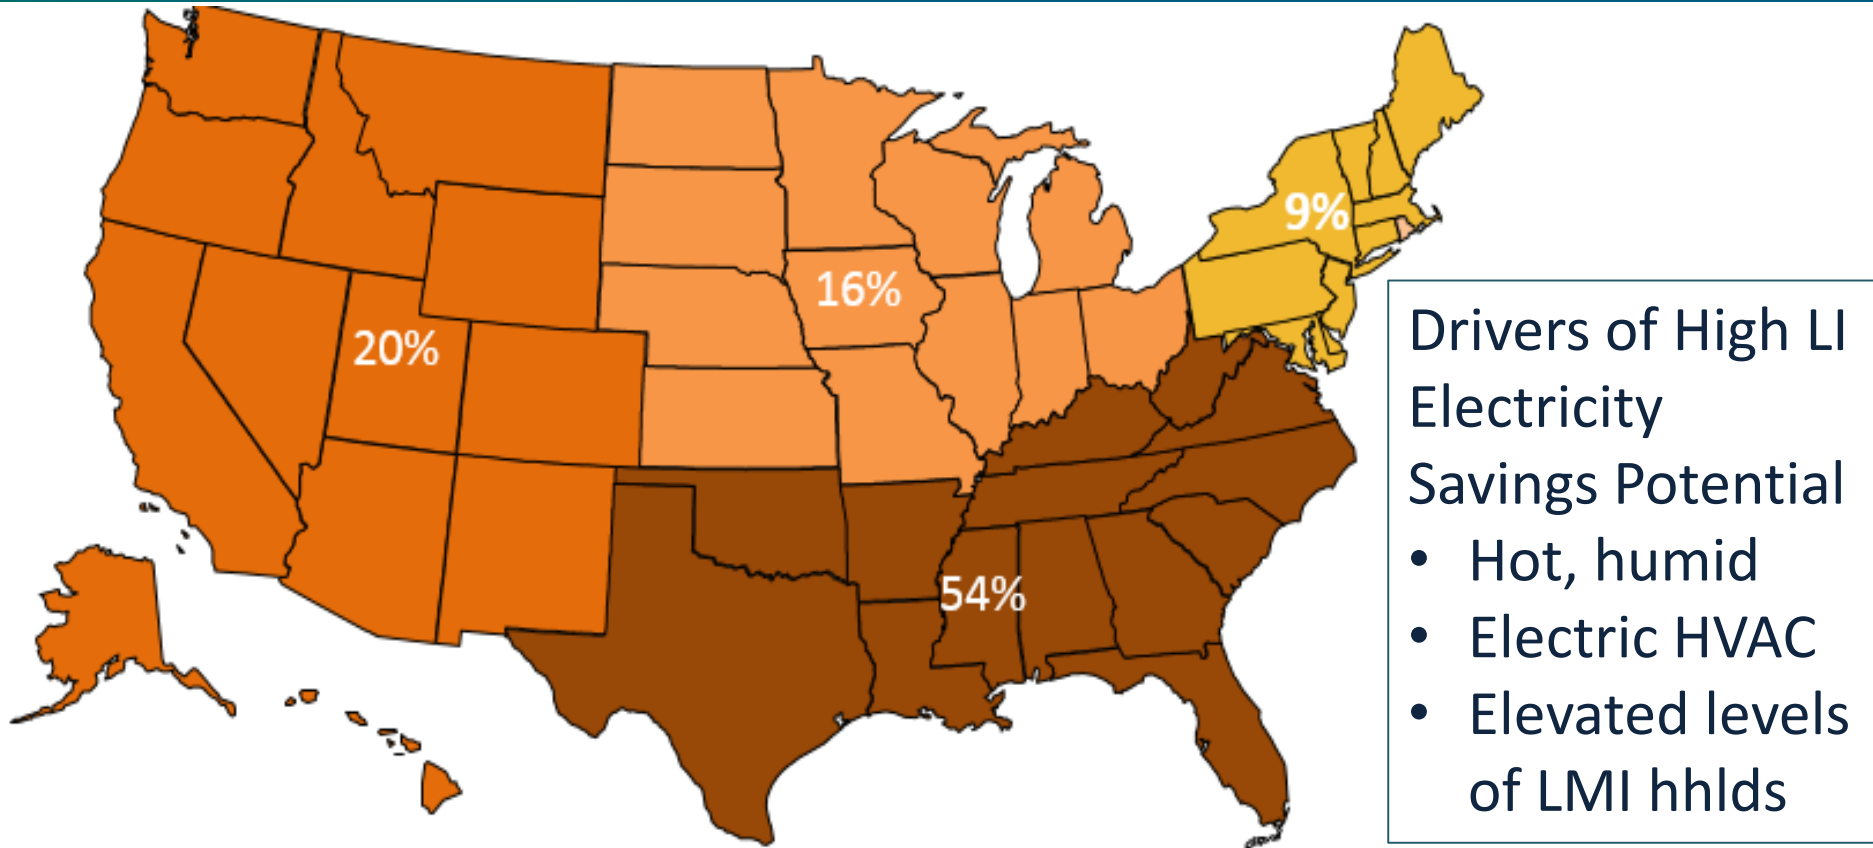 9%
16%
20%
54%
Drivers of High LI
Electricity
Savings Potential
• Hot, humid
• Electric HVAC
• Elevated levels
of LMI hhlds